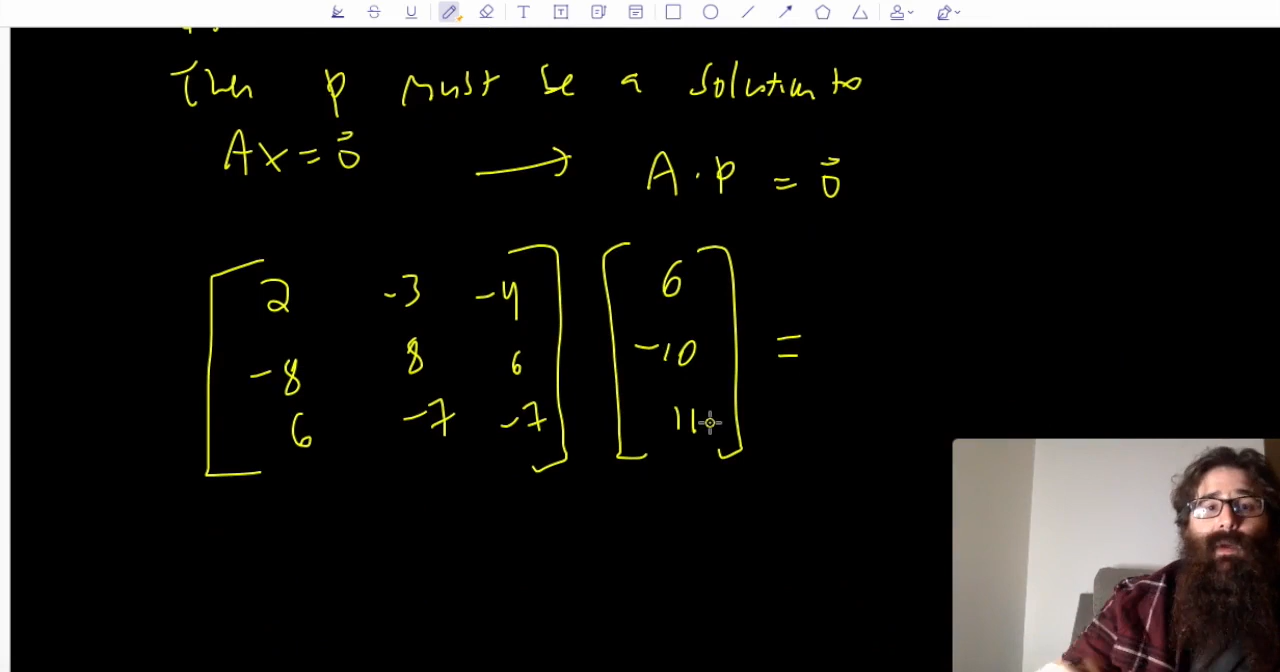 Then p must be a solution to
Ax = 0⃗ → A · p = 0⃗
[ 2 -3 -4 ] [ 6 ]
[ -8 8 6 ] [ -10 ] =
[ 6 -7 -7 ] [ 11 ]